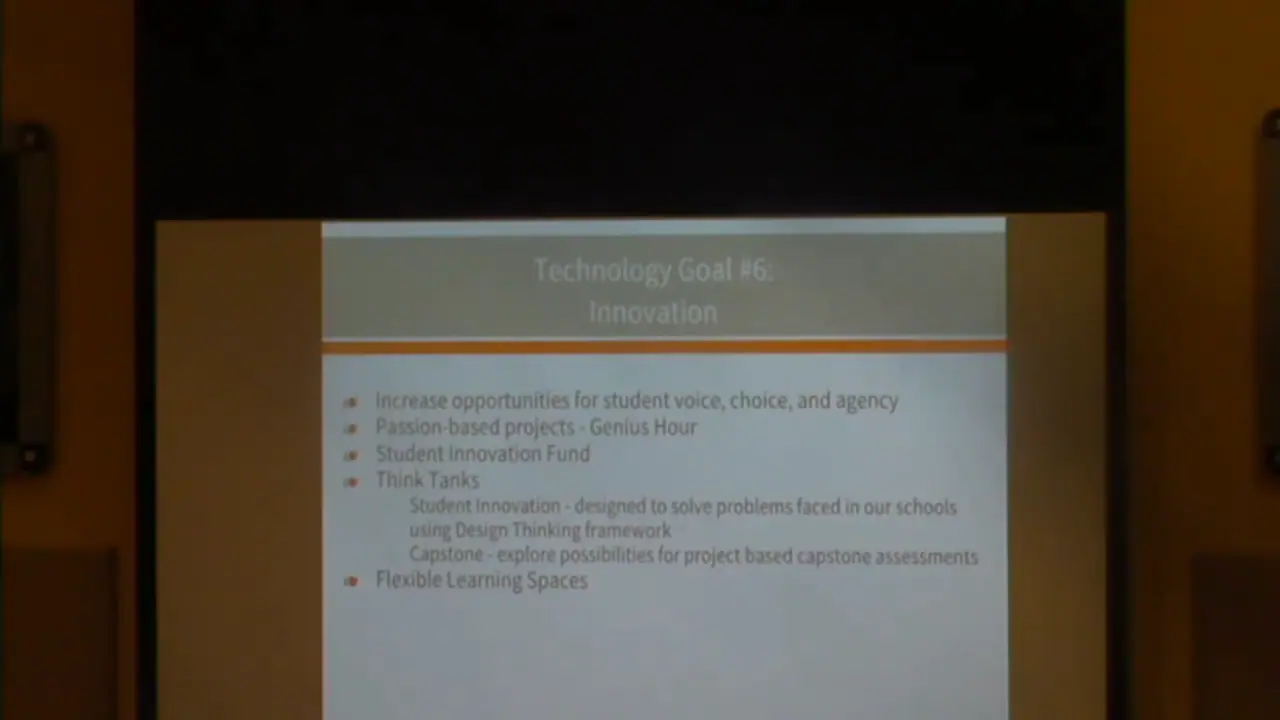 Technology Goal #6:
Innovation
Increase opportunities for student voice, choice, and agency
Passion-based projects - Genius Hour
Student Innovation Fund
Think Tanks
Student Innovation - designed to solve problems faced in our schools
using Design Thinking framework
Capstone - explore possibilities for project based capstone assessments
Flexible Learning Spaces